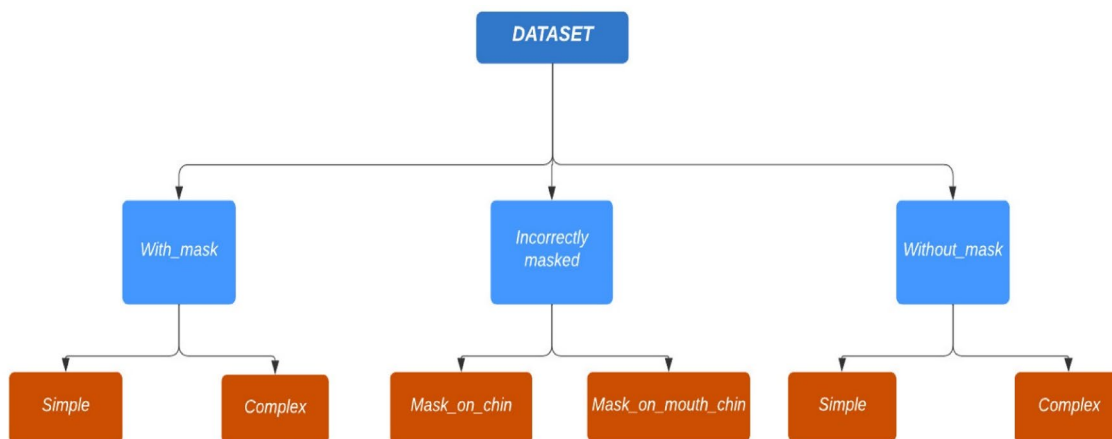 DATASET
With_mask
Incorrectly
masked
Without_mask
Simple
Complex
Mask_on_chin
Mask_on_mouth_chin
Simple
Complex